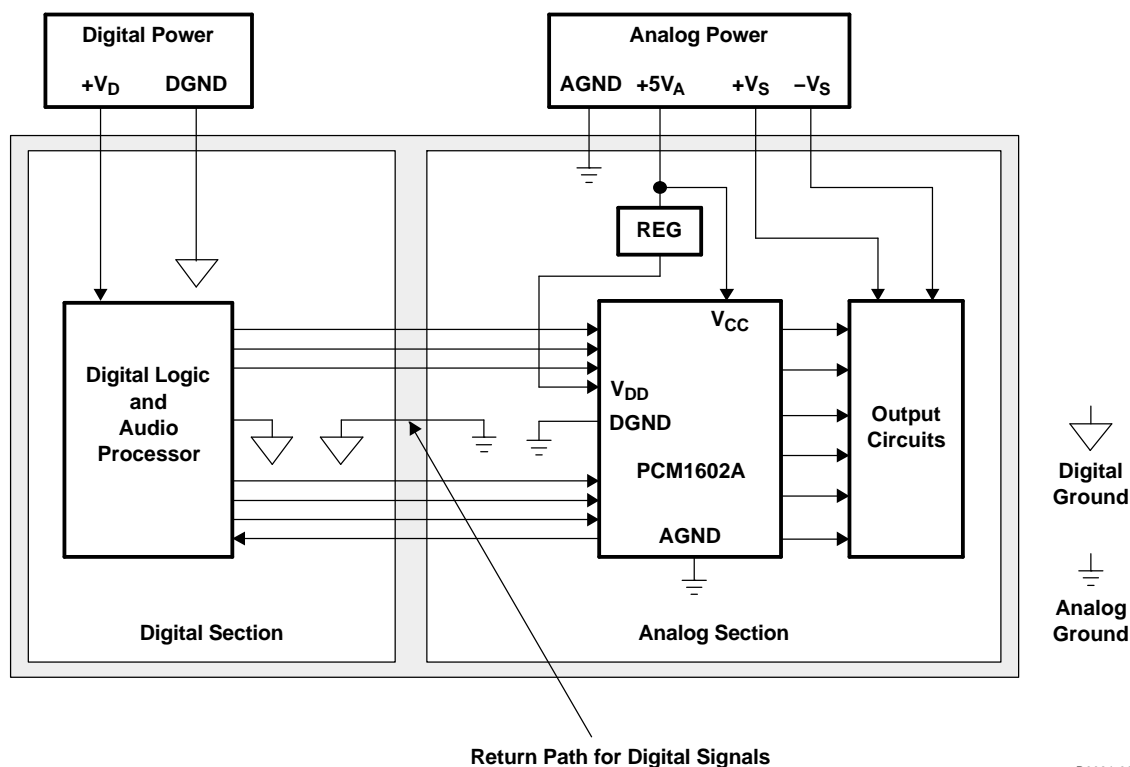 Digital Power
+VD DGND
Analog Power
AGND +5VA +VS –VS
REG
VCC
Digital Logic
and
Audio
Processor
VDD
DGND
PCM1602A
AGND
Output
Circuits
Digital
Ground
Analog
Ground
Digital Section
Analog Section
Return Path for Digital Signals